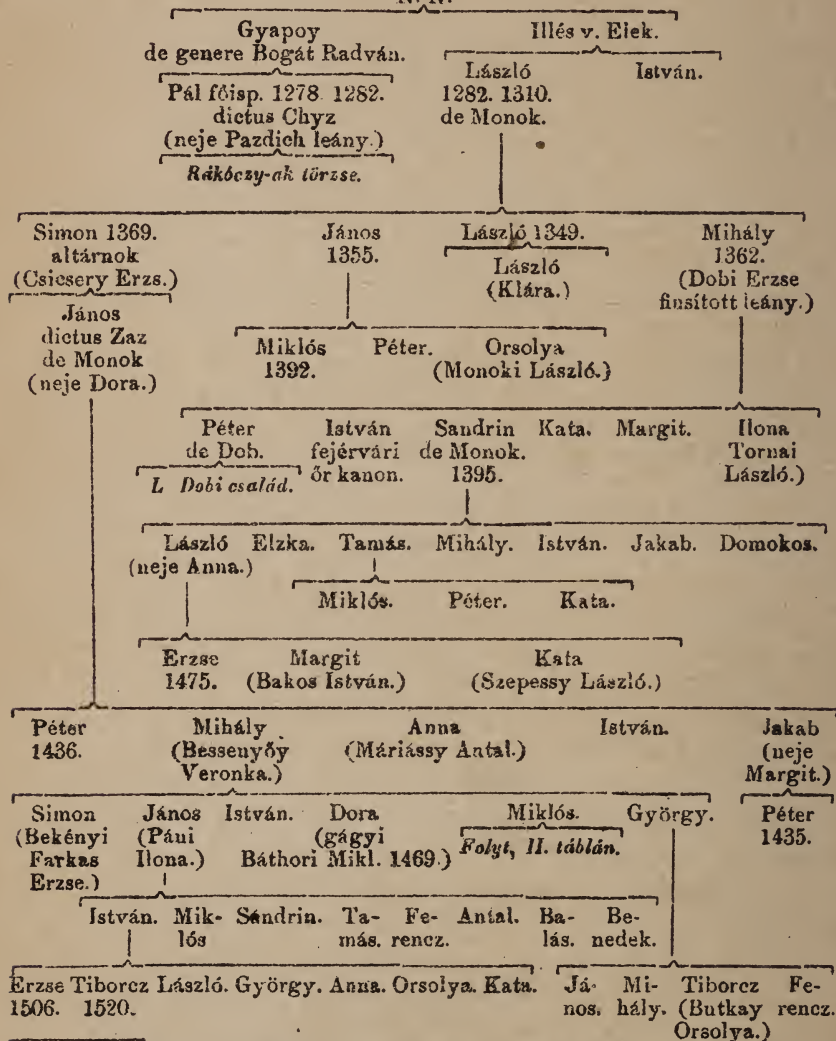 N. N.
Gyapoy Illés v. Elek.
de genere Bogát Radván.
László István.
Pál főisp. 1278. 1282. 1282. 1310.
dictus Chyz de Monok.
(neje Pazdich leány.)
Rákóczy-ak törzse.
Simon 1369. János László 1349. Mihály
altárnok 1355. 1362.
(Csicsery Erzs.) László (Dobi Erzse
(Klára.) fiusított leány.)
János
dictus Zaz
de Monok Miklós Péter. Orsolya
(neje Dora.) 1392. (Monoki László.)
Péter István Sandrin Kata. Margit. Ilona
de Dob. fejérvári de Monok. Tornai
L Dobi család. őr kanon. 1395. László.)
László Elzka. Tamás. Mihály. István. Jakab. Domokos.
(neje Anna.)
Miklós. Péter. Kata.
Erzse Margit Kata
1475. (Bakos István.) (Szepessy László.)
Péter Mihály Anna István. Jakab
1436. (Bessenyőy (Máriássy Antal.) (neje
Veronka.) Margit.)
Simon János István. Dora Miklós. György. Péter
(Bekényi (Páni (gágyi Folyt, II. táblán. 1435.
Farkas Ilona.) Báthori Mikl. 1469.)
Erzse.)
István. Mik- Sándrin. Ta- Fe- Antal. Ba- Be-
lós más. rencz. lás. nedek.
Erzse Tiborcz László. György. Anna. Orsolya. Kata. Já- Mi- Tiborcz Fe-
1506. 1520. nos. hály. (Butkay rencz.
Orsolya.)